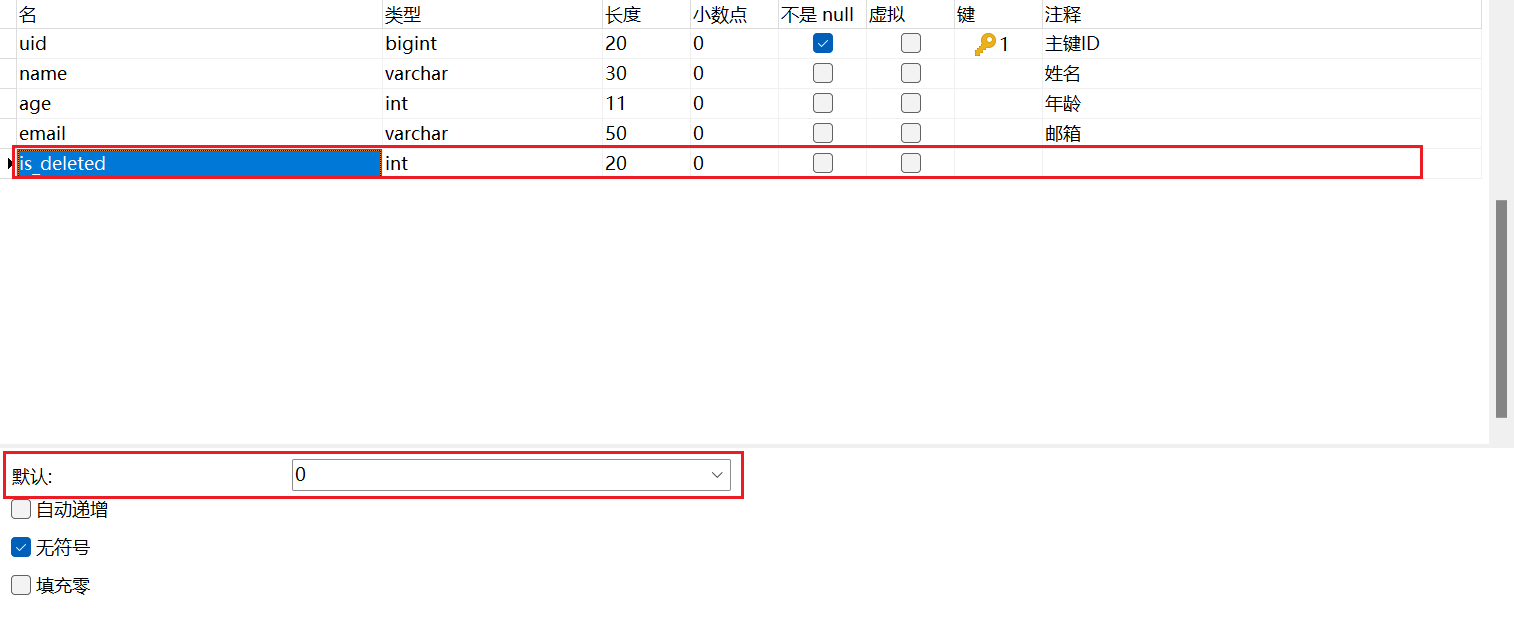 名 类型 长度 小数点 不是 null 虚拟 键 注释
uid bigint 20 0 1 主键ID
name varchar 30 0 姓名
age int 11 0 年龄
email varchar 50 0 邮箱
is_deleted int 20 0
默认: 0
自动递增
无符号
填充零